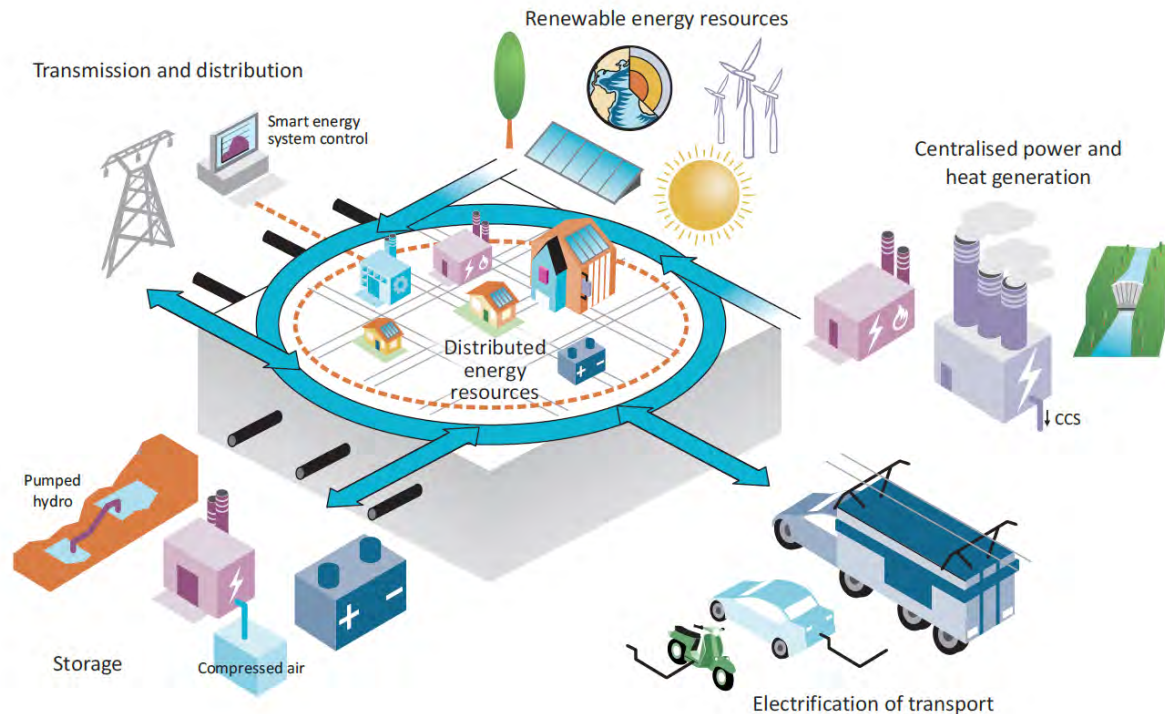 Renewable energy resources
Transmission and distribution
Smart energy
system control
Centralised power and
heat generation
Distributed
energy
resources
CCS
Pumped
hydro
+ -
+ -
Storage
Compressed air
Electrification of transport